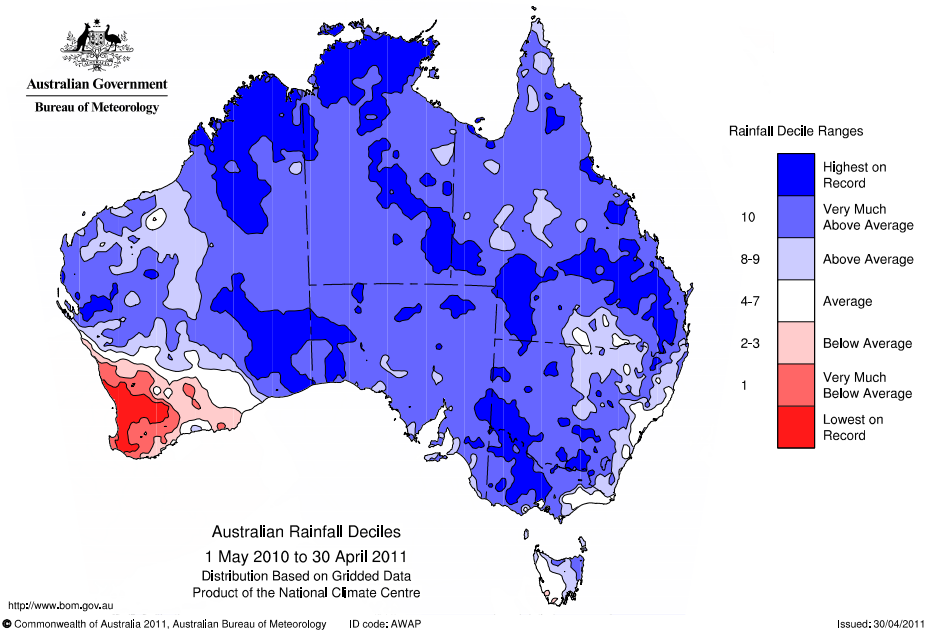 Australian Government
Bureau of Meteorology
Rainfall Decile Ranges
Highest on
Record
10
Very Much
Above Average
8-9
Above Average
4-7
Average
2-3
Below Average
1
Very Much
Below Average
Lowest on
Record
Australian Rainfall Deciles
1 May 2010 to 30 April 2011
Distribution Based on Gridded Data
Product of the National Climate Centre
http://www.bom.gov.au
© Commonwealth of Australia 2011, Australian Bureau of Meteorology ID code: AWAP Issued: 30/04/2011